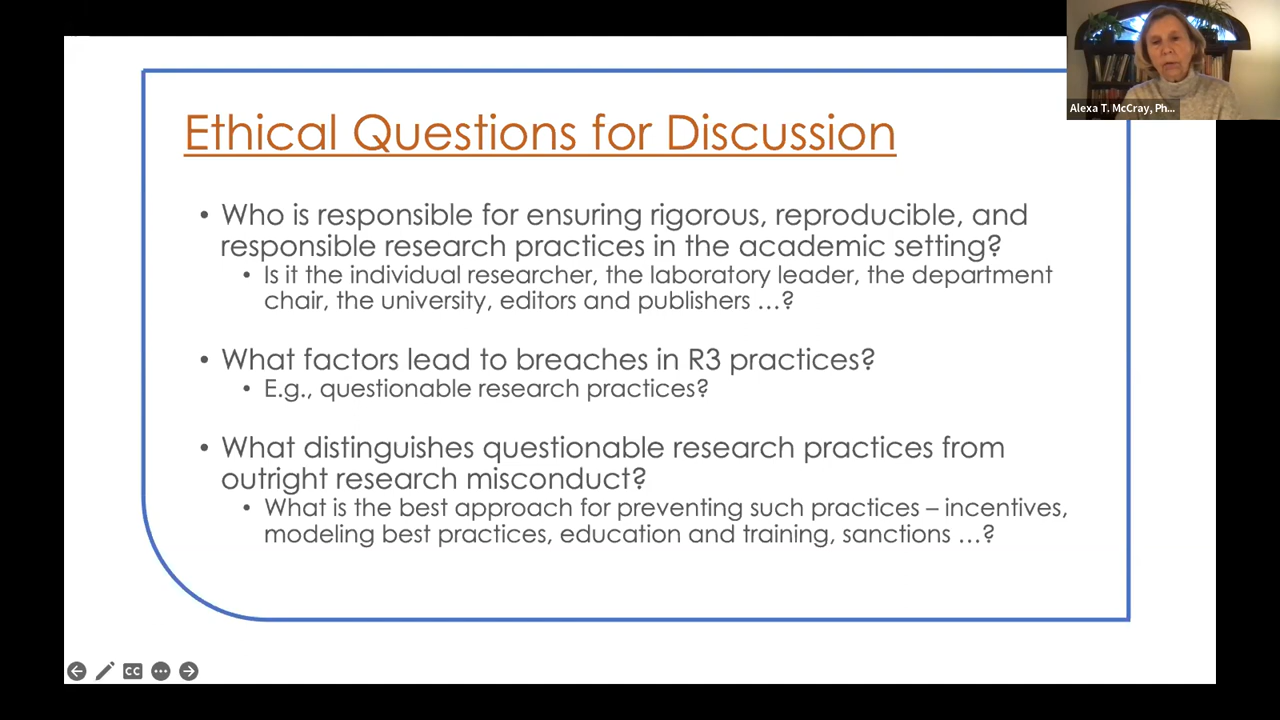 Alexa T. McCray, Ph...
Ethical Questions for Discussion
• Who is responsible for ensuring rigorous, reproducible, and
responsible research practices in the academic setting?
• Is it the individual researcher, the laboratory leader, the department
chair, the university, editors and publishers …?
• What factors lead to breaches in R3 practices?
• E.g., questionable research practices?
• What distinguishes questionable research practices from
outright research misconduct?
• What is the best approach for preventing such practices – incentives,
modeling best practices, education and training, sanctions …?
CC